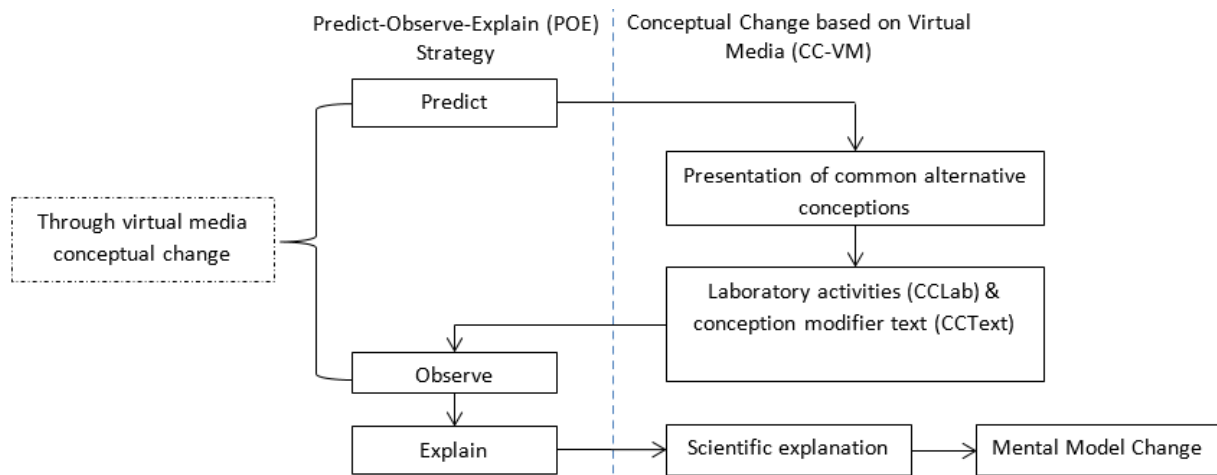 Predict-Observe-Explain (POE)
Strategy
Conceptual Change based on Virtual
Media (CC-VM)
Predict
Presentation of common alternative
conceptions
Through virtual media
conceptual change
Laboratory activities (CCLab) &
conception modifier text (CCText)
Observe
Explain
Scientific explanation
Mental Model Change